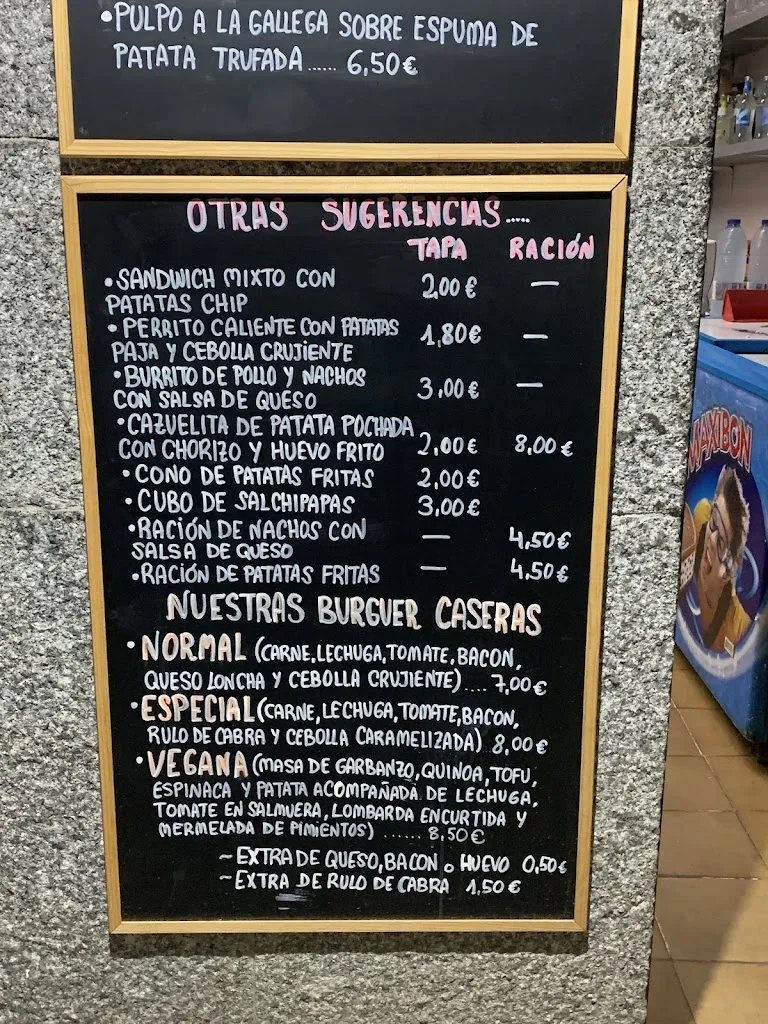 •PULPO A LA GALLEGA SOBRE ESPUMA DE
PATATA TRUFADA...... 6,50€
OTRAS SUGERENCIAS.....
TAPA RACIÓN
•SANDWICH MIXTO CON 2,00€ —
PATATAS CHIP
•PERRITO CALIENTE CON PATATAS 1,80€ —
PAJA Y CEBOLLA CRUJIENTE
•BURRITO DE POLLO Y NACHOS 3,00€ —
CON SALSA DE QUESO
•CAZUELITA DE PATATA POCHADA
CON CHORIZO Y HUEVO FRITO 2,00€ 8,00€
•CONO DE PATATAS FRITAS 2,00€
•CUBO DE SALCHIPAPAS 3,00€
•RACIÓN DE NACHOS CON — 4,50€
SALSA DE QUESO
•RACIÓN DE PATATAS FRITAS — 4,50€
NUESTRAS BURGUER CASERAS
•NORMAL (CARNE,LECHUGA,TOMATE,BACON,
QUESO LONCHA Y CEBOLLA CRUJIENTE).... 7,00€
•ESPECIAL(CARNE,LECHUGA,TOMATE,BACON,
RULO DE CABRA Y CEBOLLA CARAMELIZADA) 8,00€
•VEGANA (MASA DE GARBANZO,QUINOA,TOFU,
ESPINACA Y PATATA ACOMPAÑADA DE LECHUGA,
TOMATE EN SALMUERA, LOMBARDA ENCURTIDA Y
MERMELADA DE PIMIENTOS) ...... 8,50€
~EXTRA DE QUESO,BACON o HUEVO 0,50€
~EXTRA DE RULO DE CABRA 1,50€
MAXIBON